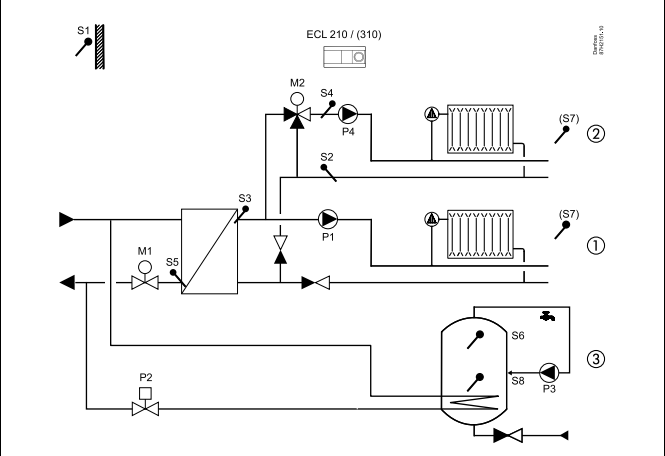 S1
ECL 210 / (310)
Danfoss
87H2151.10
M2
S4
P4
(S7)
2
S2
S3
P1
(S7)
1
M1
S5
S6
3
P2
S8
P3